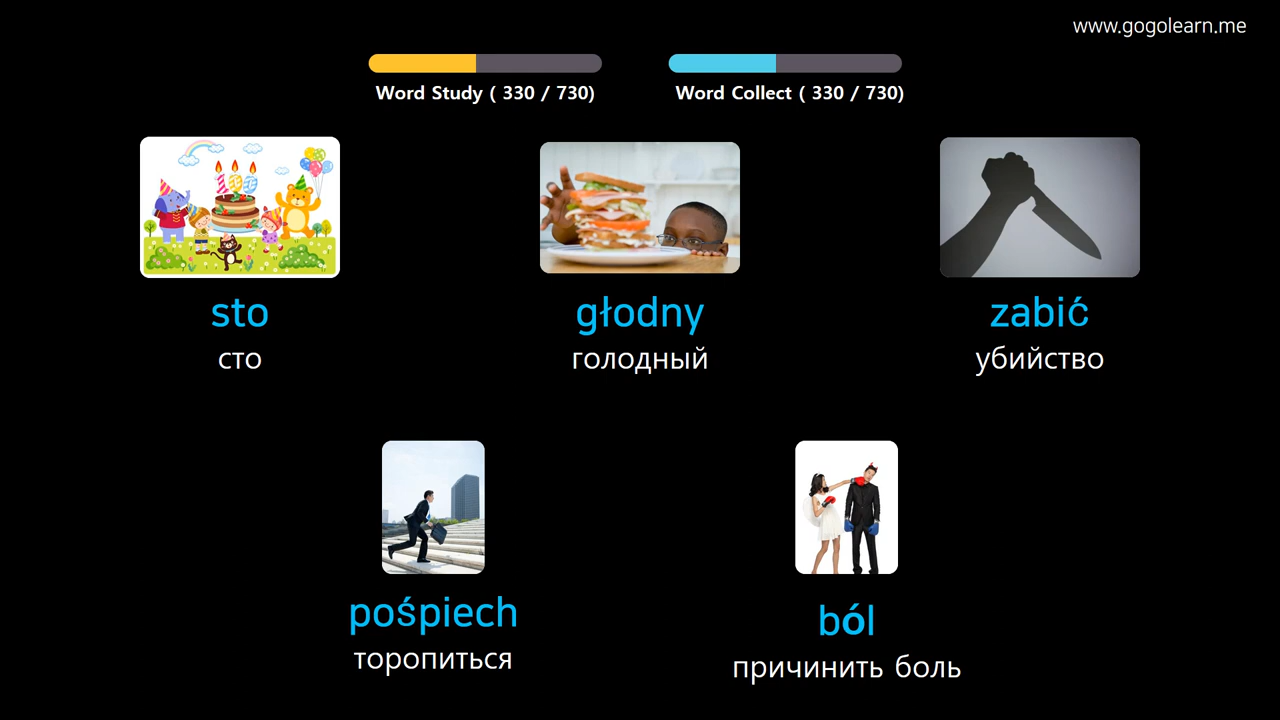 www.gogolearn.me
Word Study ( 330 / 730)
Word Collect ( 330 / 730)
100
sto
głodny
zabić
сто
голодный
убийство
pośpiech
ból
торопиться
причинить боль